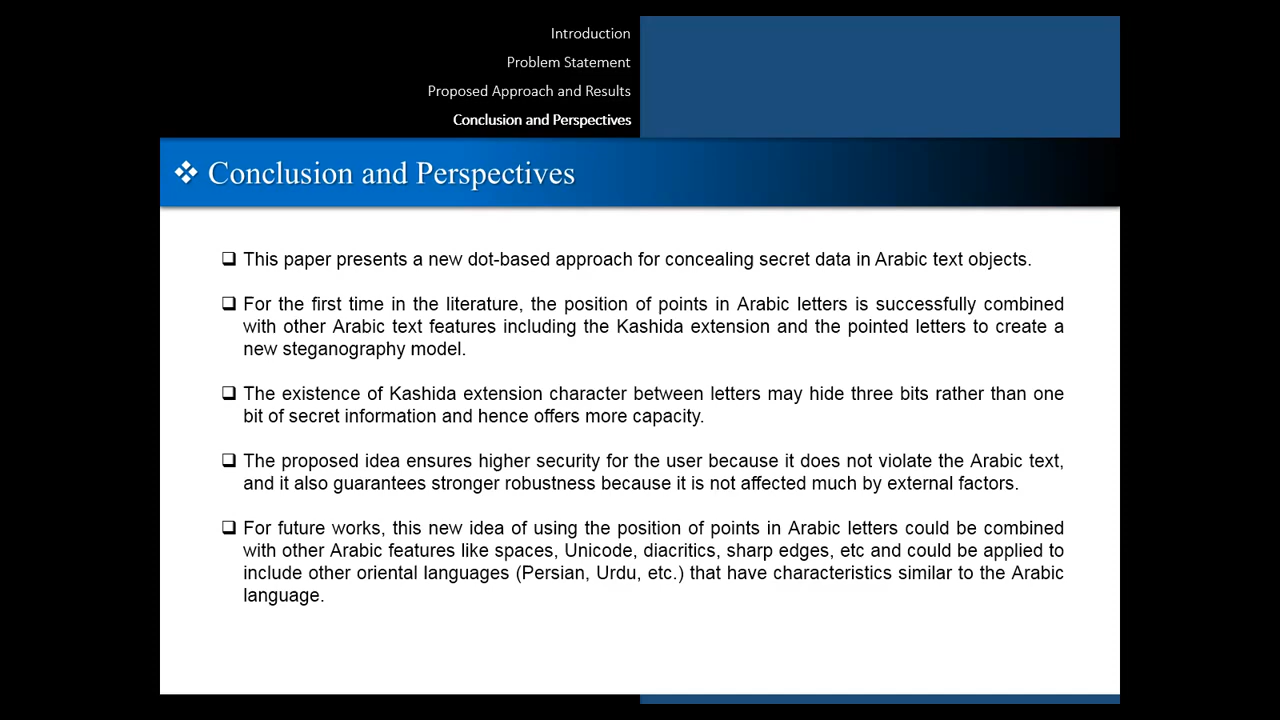 Introduction
Problem Statement
Proposed Approach and Results
Conclusion and Perspectives
❖ Conclusion and Perspectives
❑ This paper presents a new dot-based approach for concealing secret data in Arabic text objects.
❑ For the first time in the literature, the position of points in Arabic letters is successfully combined
with other Arabic text features including the Kashida extension and the pointed letters to create a
new steganography model.
❑ The existence of Kashida extension character between letters may hide three bits rather than one
bit of secret information and hence offers more capacity.
❑ The proposed idea ensures higher security for the user because it does not violate the Arabic text,
and it also guarantees stronger robustness because it is not affected much by external factors.
❑ For future works, this new idea of using the position of points in Arabic letters could be combined
with other Arabic features like spaces, Unicode, diacritics, sharp edges, etc and could be applied to
include other oriental languages (Persian, Urdu, etc.) that have characteristics similar to the Arabic
language.